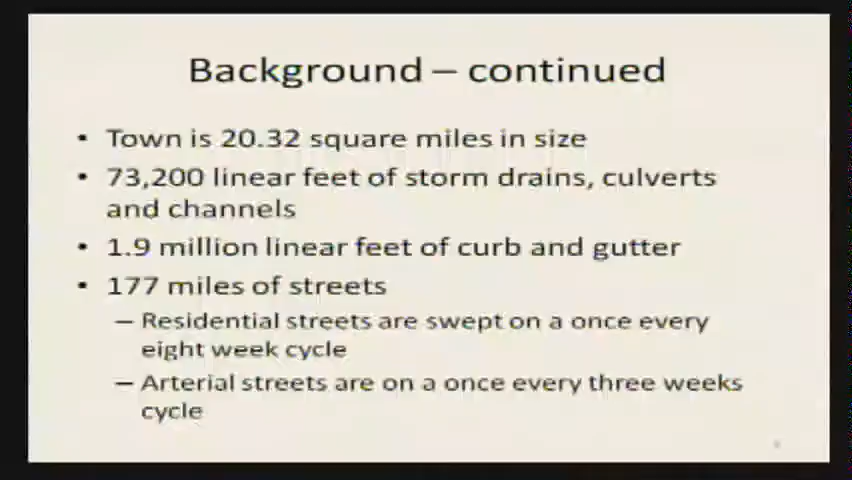 Background – continued
• Town is 20.32 square miles in size
• 73,200 linear feet of storm drains, culverts
and channels
• 1.9 million linear feet of curb and gutter
• 177 miles of streets
– Residential streets are swept on a once every
eight week cycle
– Arterial streets are on a once every three weeks
cycle